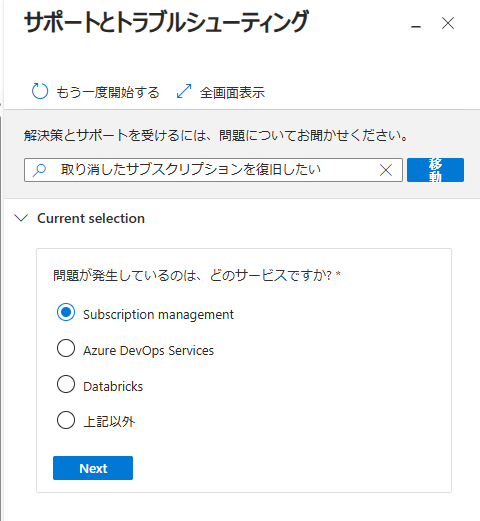 サポートとトラブルシューティング
もう一度開始する 全画面表示
解決策とサポートを受けるには、問題についてお聞かせください。
取り消したサブスクリプションを復旧したい 移動
Current selection
問題が発生しているのは、どのサービスですか? *
Subscription management
Azure DevOps Services
Databricks
上記以外
Next